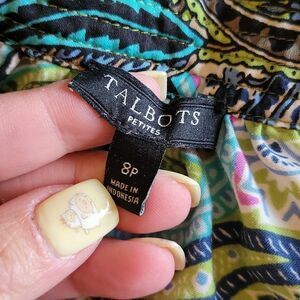 TALBOTS
PETITES
8P
MADE IN
INDONESIA